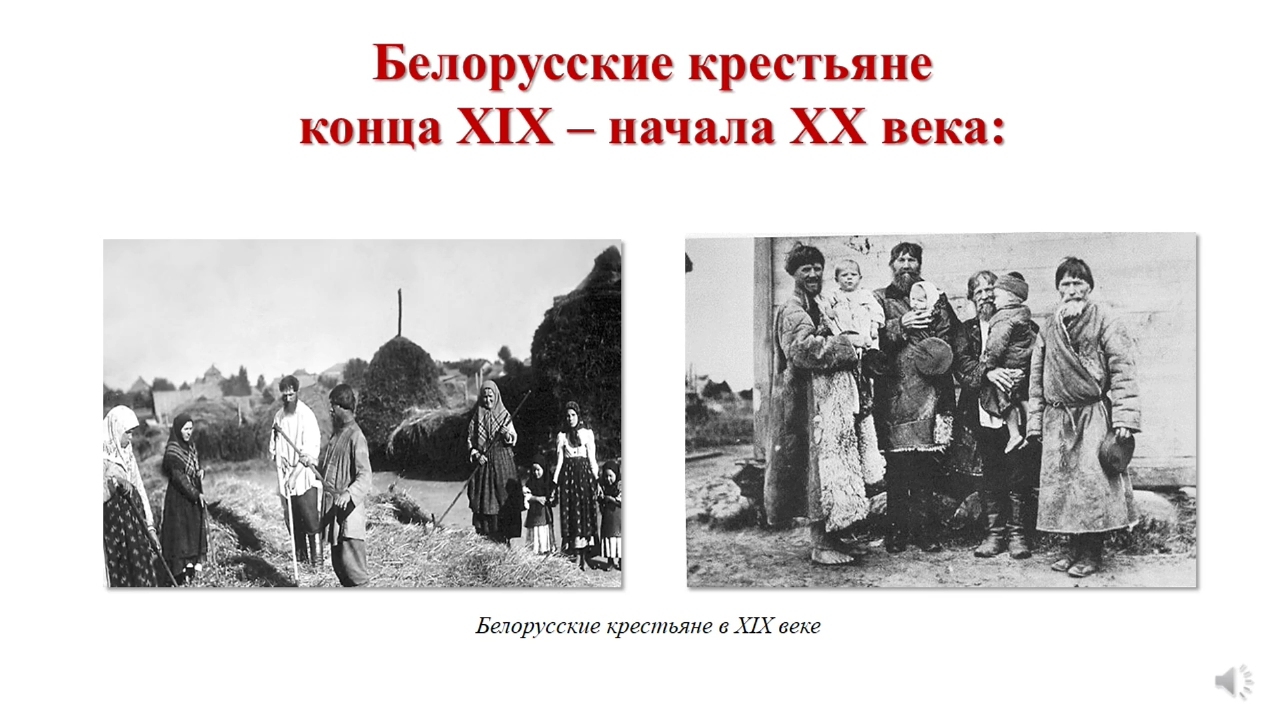 Белорусские крестьяне
конца XIX – начала XX века:
Белорусские крестьяне в XIX веке